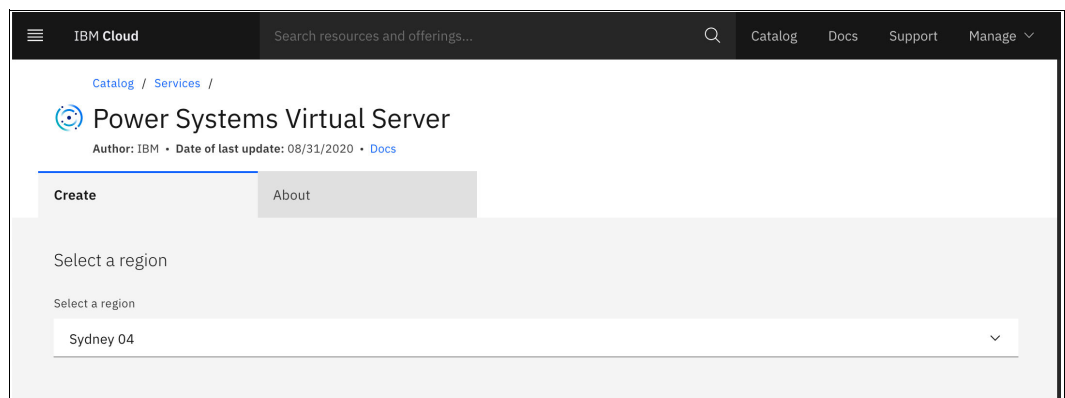 IBM Cloud Search resources and offerings... Catalog Docs Support Manage
Catalog / Services /
Power Systems Virtual Server
Author: IBM • Date of last update: 08/31/2020 • Docs
Create About
Select a region
Select a region
Sydney 04